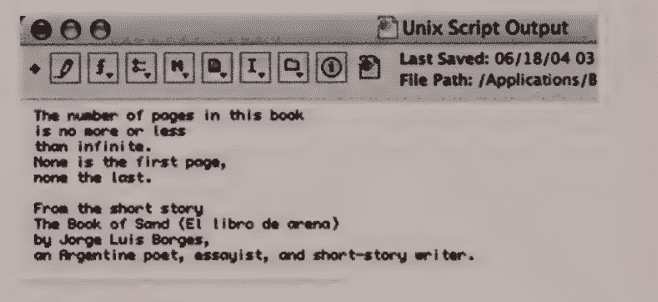 Unix Script Output
Last Saved: 06/18/04 03
File Path: /Applications/B
The number of pages in this book
is no more or less
than infinite.
None is the first page,
none the last.
From the short story
The Book of Sand (El libro de arena)
by Jorge Luis Borges,
an Argentine poet, essayist, and short-story writer.